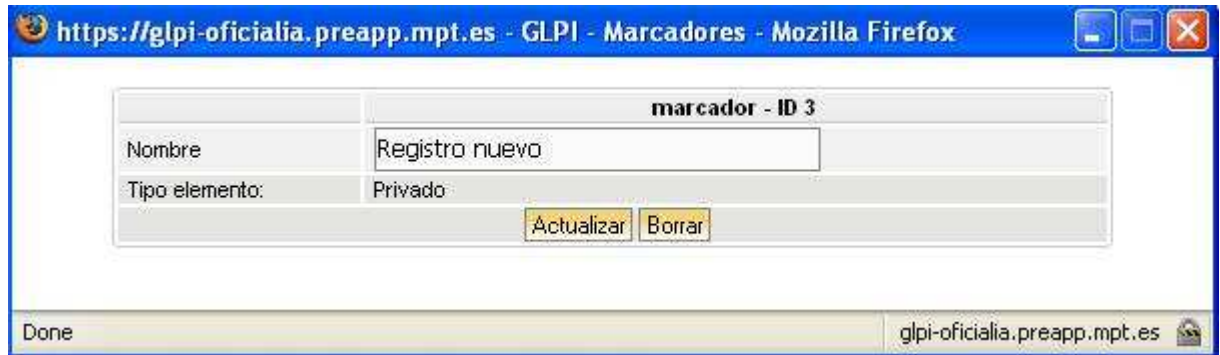 https://glpi-oficialia.preapp.mpt.es - GLPI - Marcadores - Mozilla Firefox
marcador - ID 3
Nombre Registro nuevo
Tipo elemento: Privado
Actualizar Borrar
Done glpi-oficialia.preapp.mpt.es